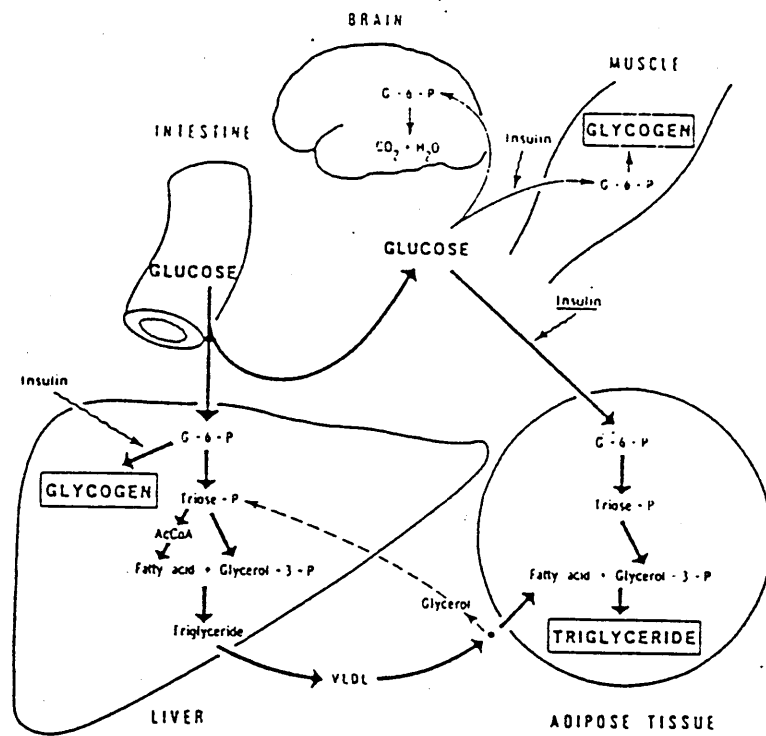 BRAIN
MUSCLE
INTESTINE
G-6-P
CO2 + H2O
Insulin
GLYCOGEN
G-6-P
GLUCOSE
GLUCOSE
Insulin
Insulin
G-6-P
G-6-P
GLYCOGEN
Triose-P
Triose-P
AcCoA
Fatty acid + Glycerol-3-P
Fatty acid + Glycerol-3-P
Glycerol
Triglyceride
TRIGLYCERIDE
VLDL
LIVER
ADIPOSE TISSUE